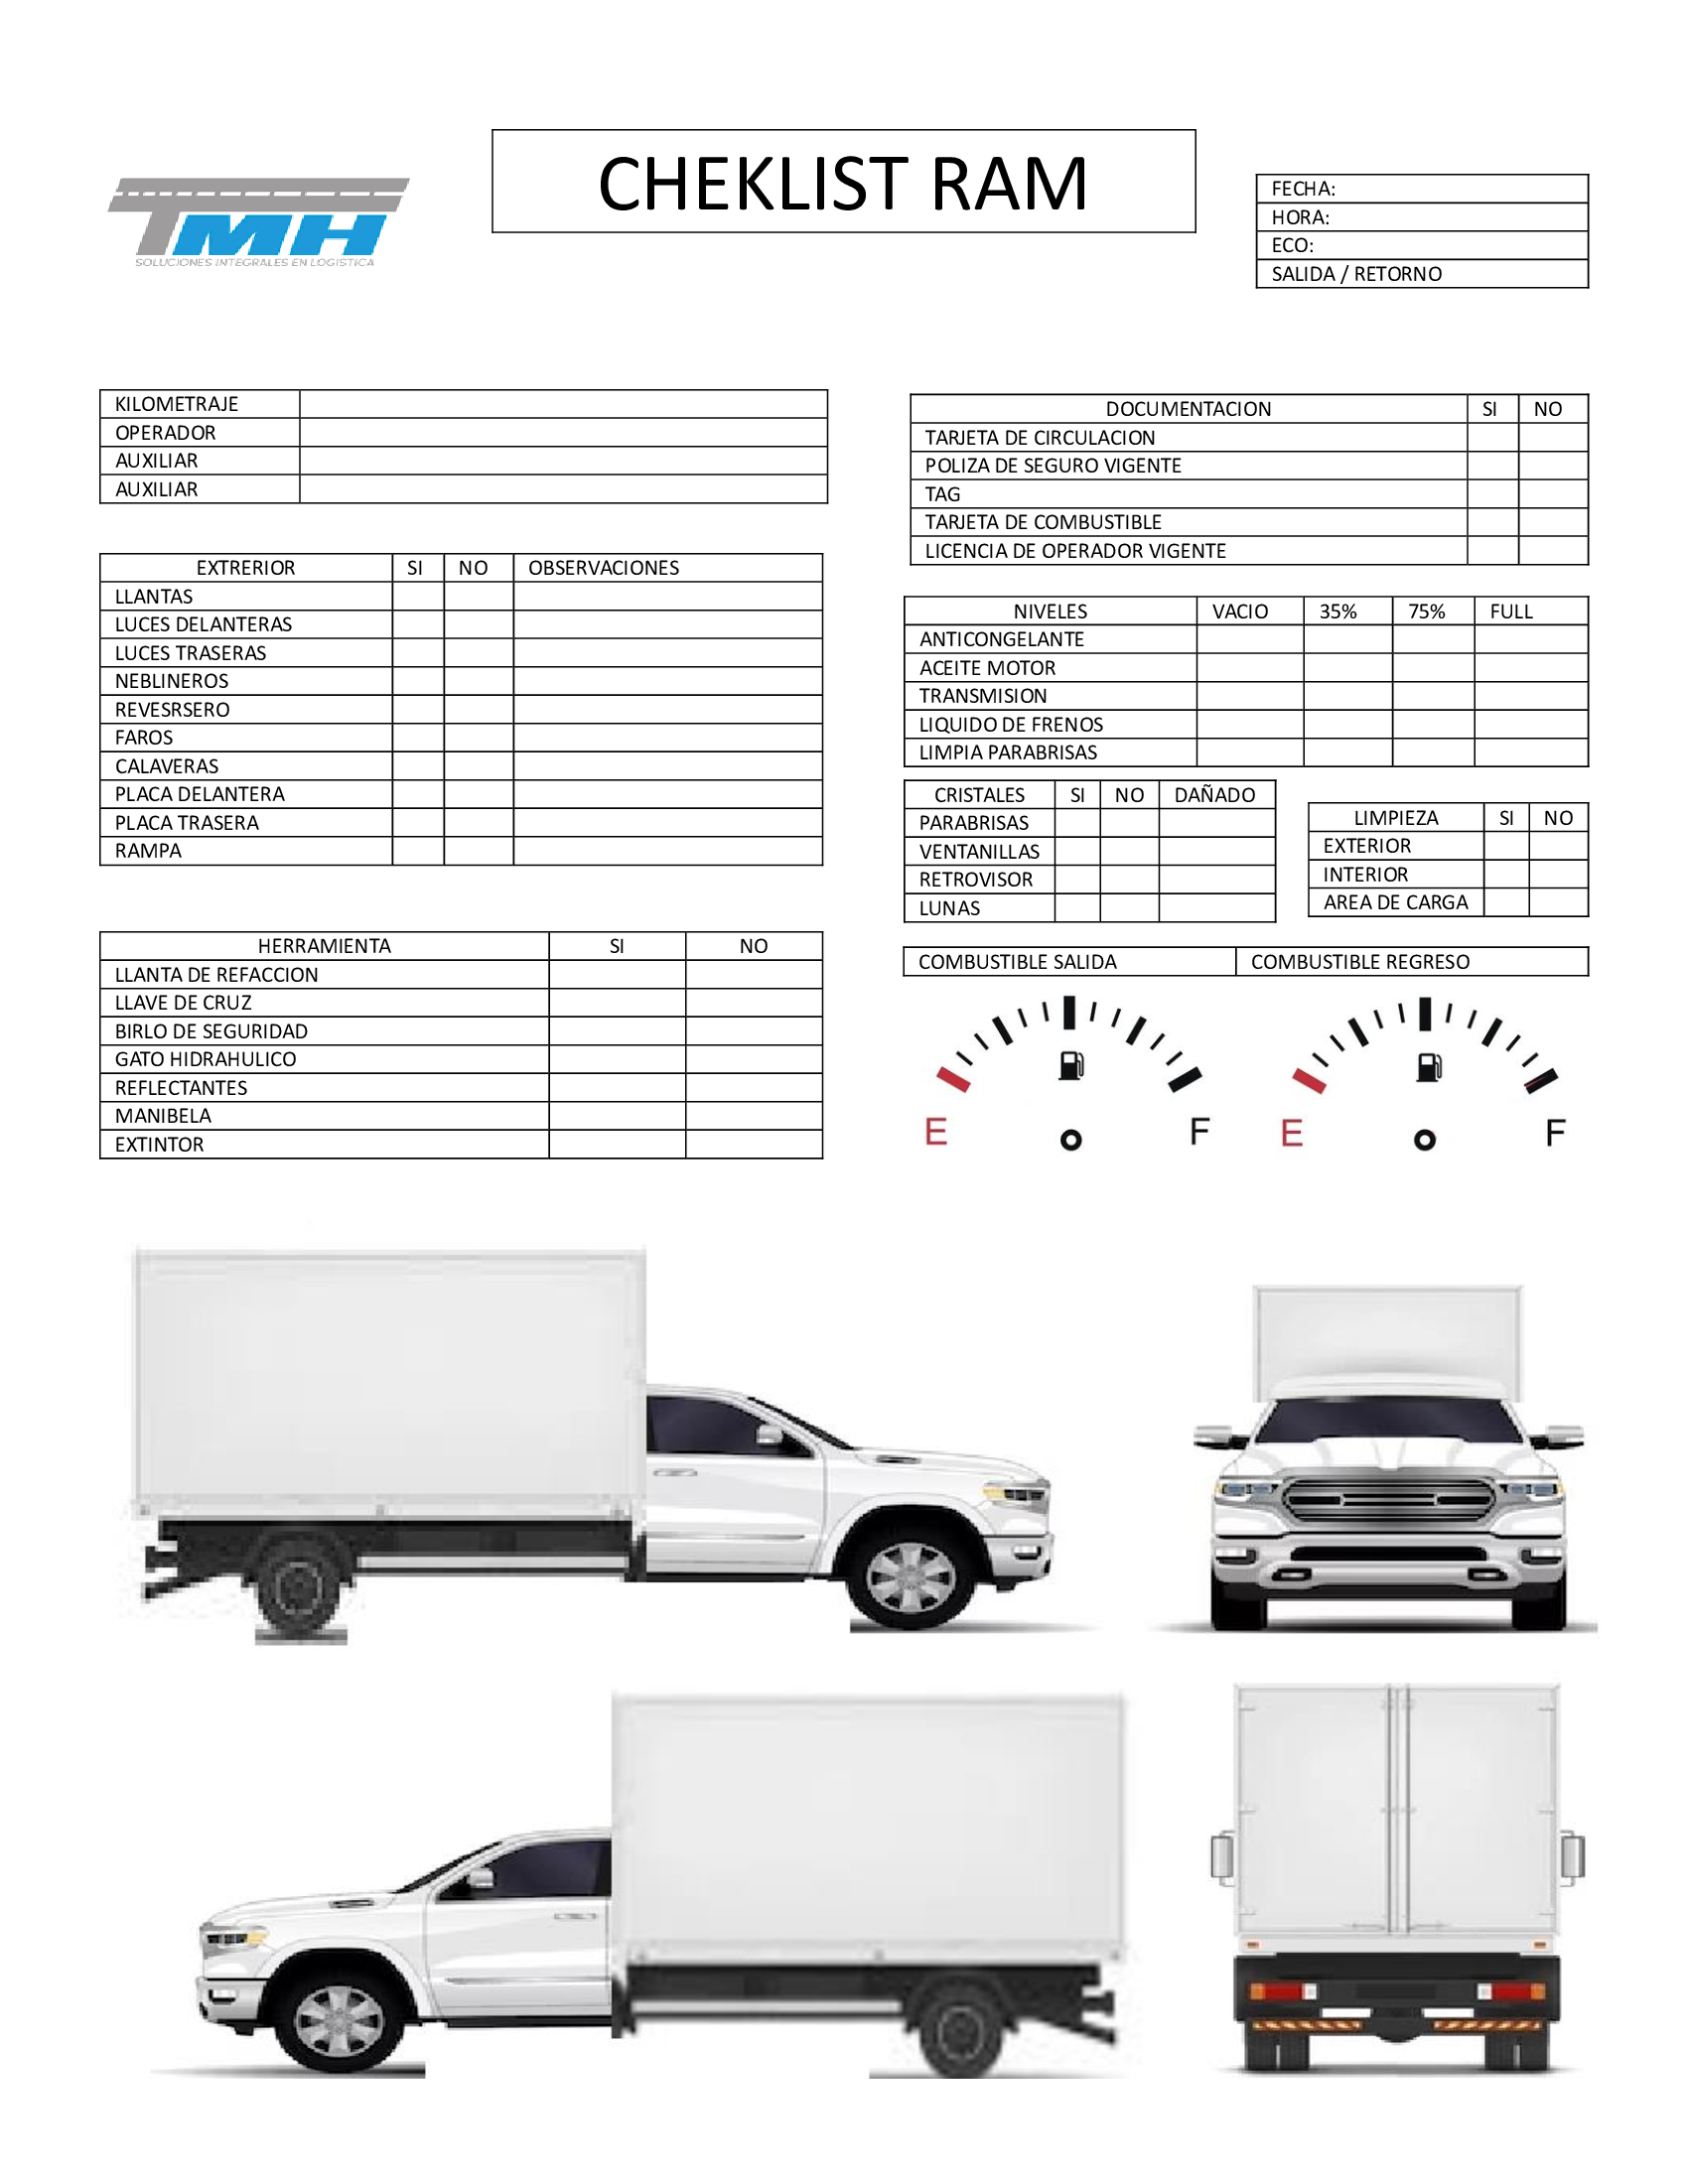 CHEKLIST RAM
TMH
SOLUCIONES INTEGRALES EN LOGISTICA
FECHA:
HORA:
ECO:
SALIDA / RETORNO
KILOMETRAJE
OPERADOR
AUXILIAR
AUXILIAR
DOCUMENTACION SI NO
TARJETA DE CIRCULACION
POLIZA DE SEGURO VIGENTE
TAG
TARJETA DE COMBUSTIBLE
LICENCIA DE OPERADOR VIGENTE
EXTRERIOR SI NO OBSERVACIONES
LLANTAS
LUCES DELANTERAS
LUCES TRASERAS
NEBLINEROS
REVESRSERO
FAROS
CALAVERAS
PLACA DELANTERA
PLACA TRASERA
RAMPA
NIVELES VACIO 35% 75% FULL
ANTICONGELANTE
ACEITE MOTOR
TRANSMISION
LIQUIDO DE FRENOS
LIMPIA PARABRISAS
CRISTALES SI NO DAÑADO
PARABRISAS
VENTANILLAS
RETROVISOR
LUNAS
LIMPIEZA SI NO
EXTERIOR
INTERIOR
AREA DE CARGA
HERRAMIENTA SI NO
LLANTA DE REFACCION
LLAVE DE CRUZ
BIRLO DE SEGURIDAD
GATO HIDRAHULICO
REFLECTANTES
MANIBELA
EXTINTOR
COMBUSTIBLE SALIDA COMBUSTIBLE REGRESO
E F E F